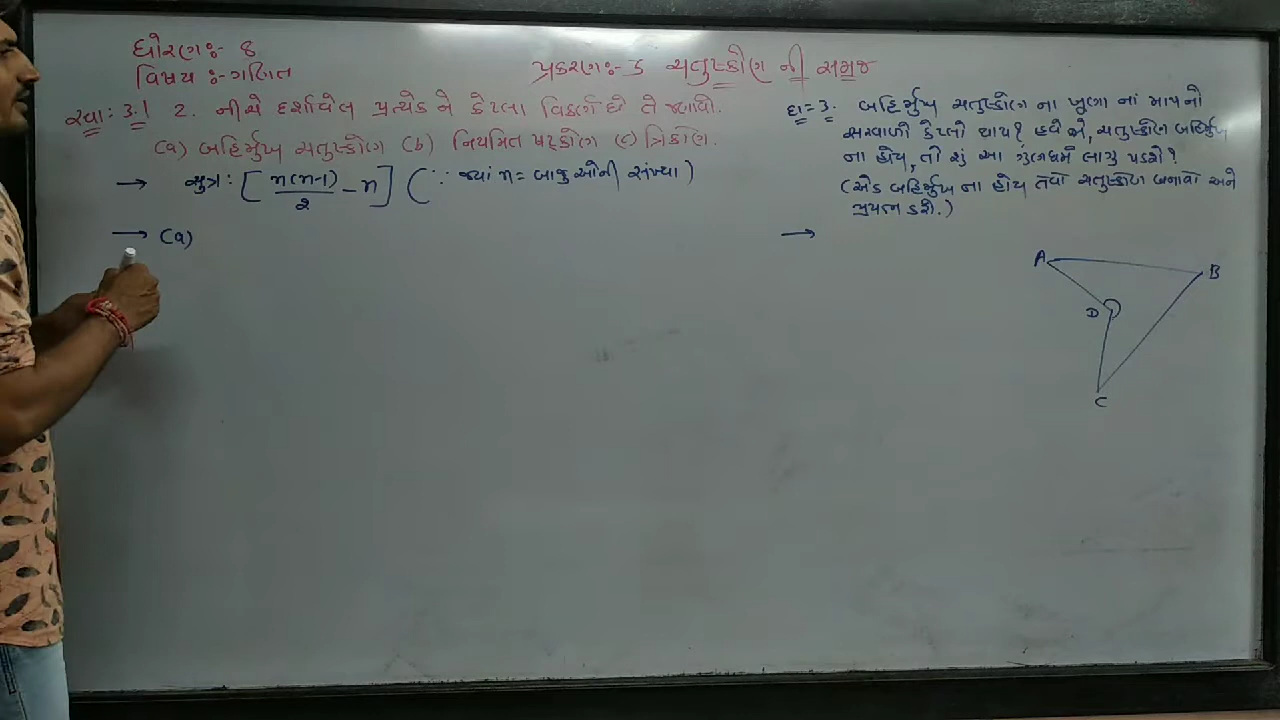 ધોરણઃ- 8
વિષય ઃ-ગણિત
પ્રકરણઃ-3 ચતુષ્કોણ ની સમજ
સ્વાઃ 3.1 2. નીચે દર્શાવેલ પ્રત્યેક ને કેટલા વિકર્ણ છે તે જણાવો.
(a) બહિર્મુખ ચતુષ્કોણ (b) નિયમિત ષટ્કોણ (c) ત્રિકોણ.
→ સુત્રઃ [n(n-1)/2 - n] (∵ જ્યાં n = બાજુઓની સંખ્યા)
→ (a)
દા=3. બહિર્મુખ ચતુષ્કોણ ના ખુણા નાં માપનો
સરવાળો કેટલો થાય? હવે જો, ચતુષ્કોણ બહિર્મુખ
ના હોય, તો શું આ ગુણધર્મ લાગુ પડશે?
(એક બહિર્મુખ ના હોય તેવો ચતુષ્કોણ બનાવો અને
પ્રયત્ન કરો.)
→
A
B
D
C